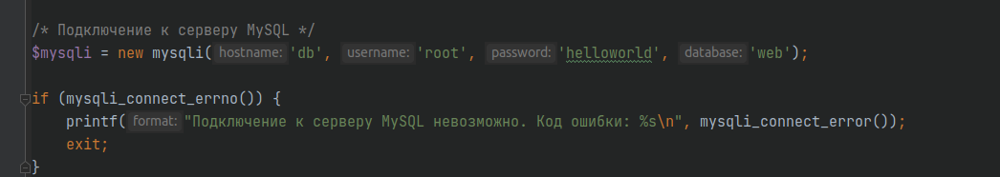 /* Подключение к серверу MySQL */
$mysqli = new mysqli( hostname: 'db', username: 'root', password: 'helloworld', database: 'web');
if (mysqli_connect_errno()) {
printf( format: "Подключение к серверу MySQL невозможно. Код ошибки: %s\n", mysqli_connect_error());
exit;
}